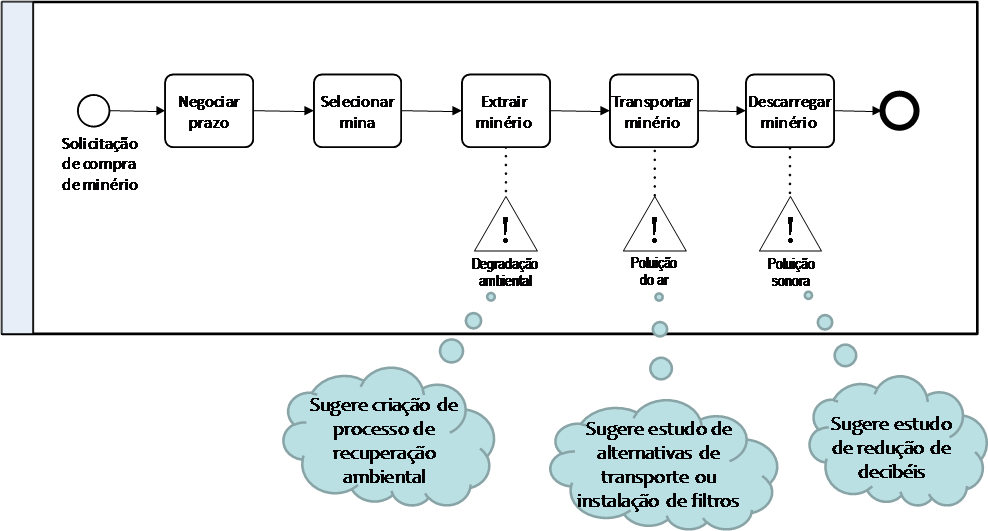 Negociar
prazo
Selecionar
mina
Extrair
minério
Transportar
minério
Descarregar
minério
Solicitação
de compra
de minério
!
!
!
Degradação
ambiental
Poluição
do ar
Poluição
sonora
Sugere criação de
processo de
recuperação
ambiental
Sugere estudo de
alternativas de
transporte ou
instalação de filtros
Sugere estudo
de redução de
decibéis